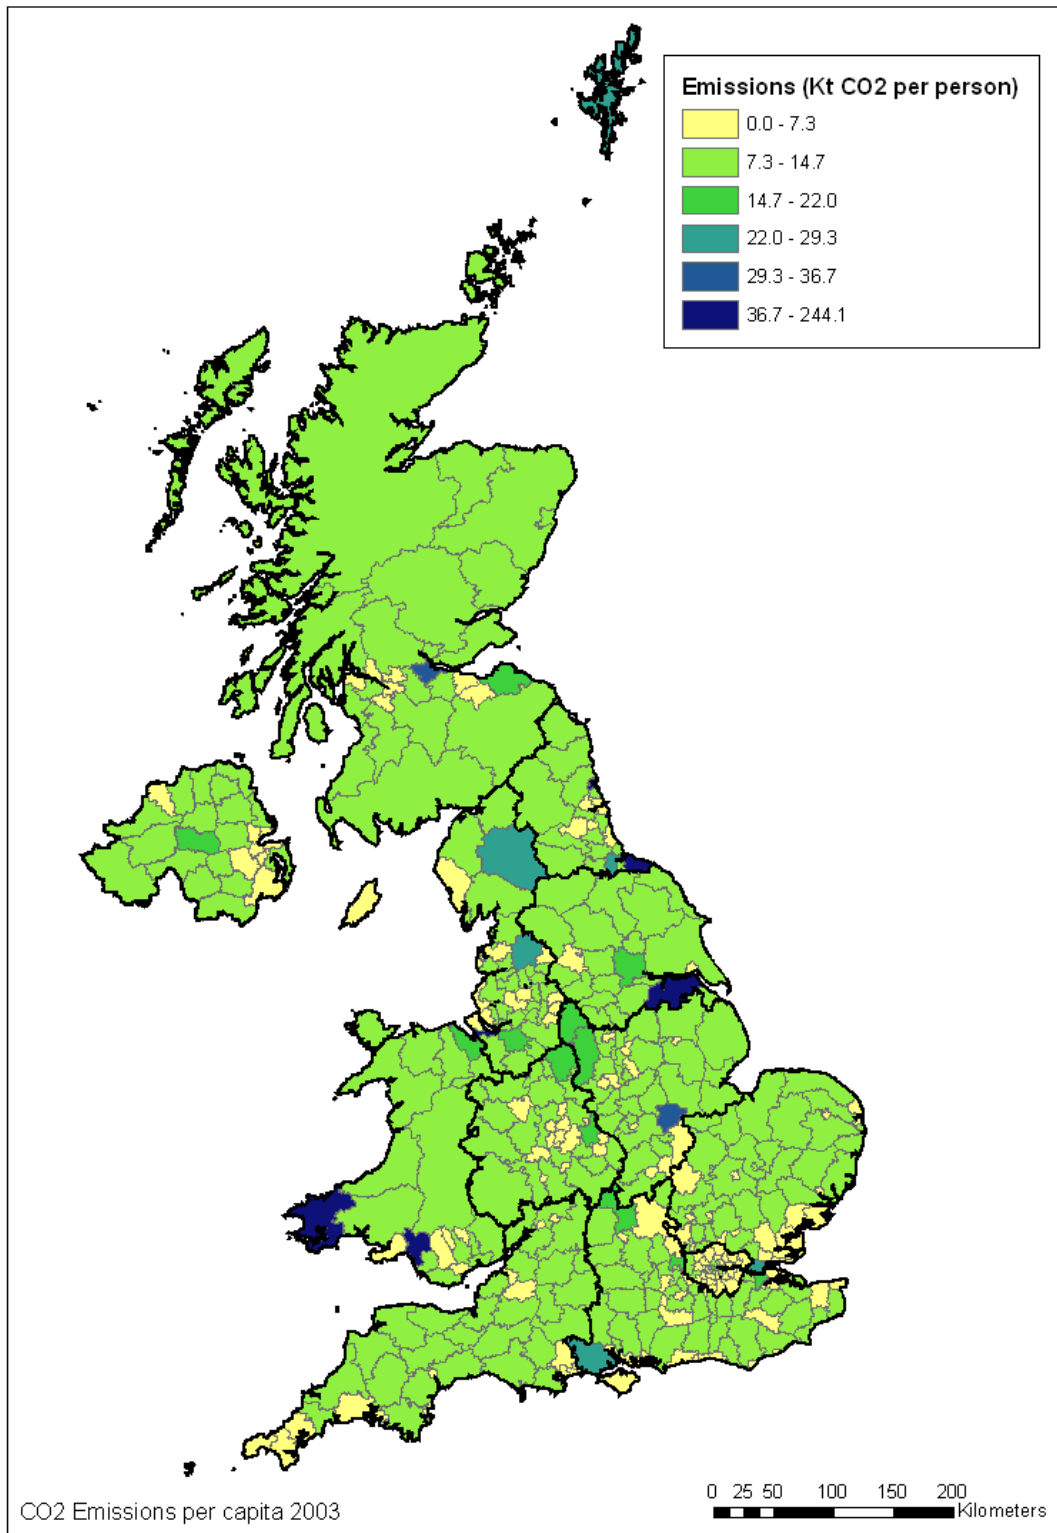 Emissions (Kt CO2 per person)
0.0 - 7.3
7.3 - 14.7
14.7 - 22.0
22.0 - 29.3
29.3 - 36.7
36.7 - 244.1
CO2 Emissions per capita 2003
0 25 50 100 150 200
Kilometers